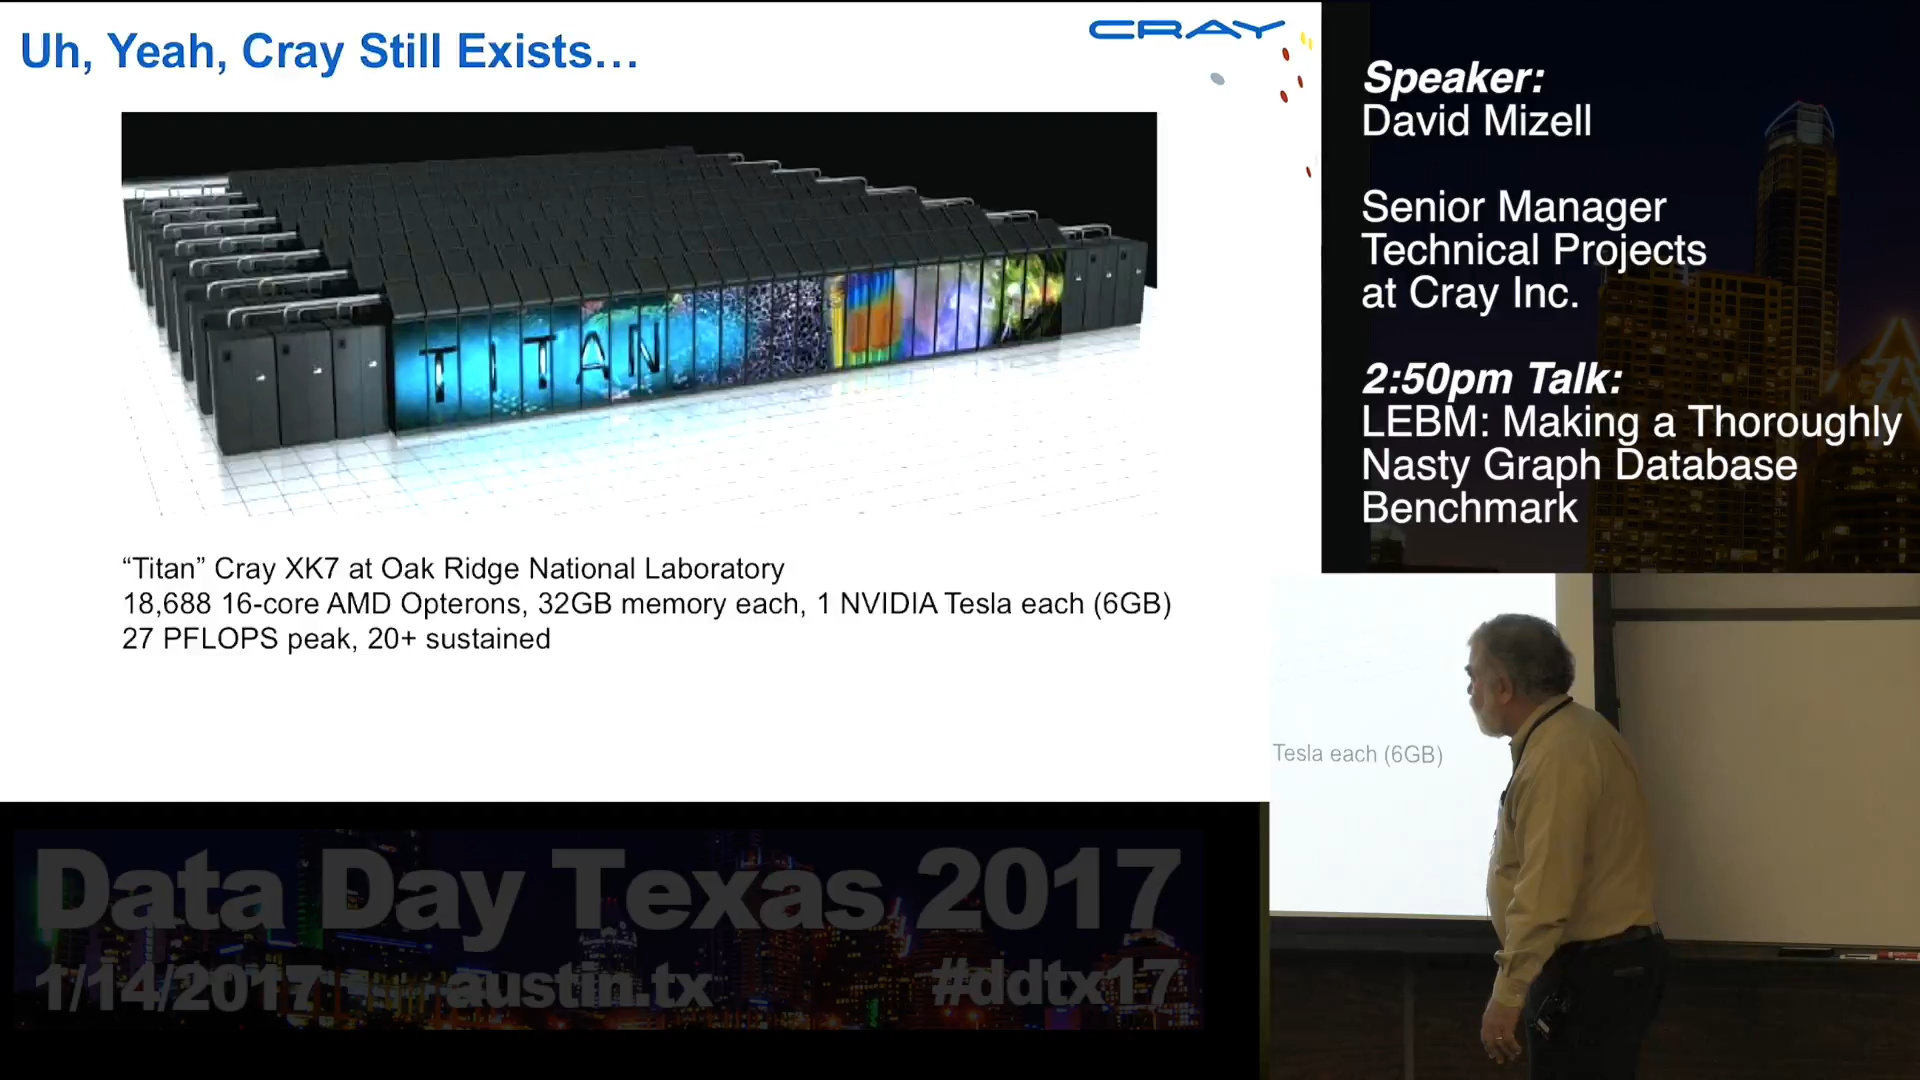 Uh, Yeah, Cray Still Exists…
CRAY
TITAN
“Titan” Cray XK7 at Oak Ridge National Laboratory
18,688 16-core AMD Opterons, 32GB memory each, 1 NVIDIA Tesla each (6GB)
27 PFLOPS peak, 20+ sustained
Speaker:
David Mizell
Senior Manager
Technical Projects
at Cray Inc.
2:50pm Talk:
LEBM: Making a Thoroughly
Nasty Graph Database
Benchmark
Tesla each (6GB)
Data Day Texas 2017
1/14/2017 austin.tx #ddtx17